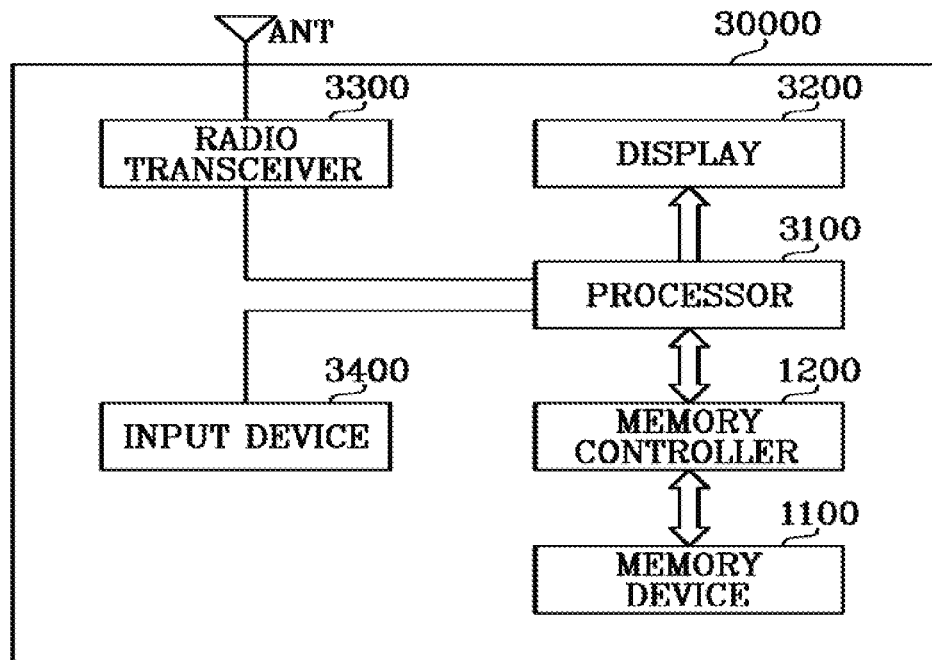 ANT
30000
3300
RADIO
TRANSCEIVER
3200
DISPLAY
3100
PROCESSOR
3400
INPUT DEVICE
1200
MEMORY
CONTROLLER
1100
MEMORY
DEVICE